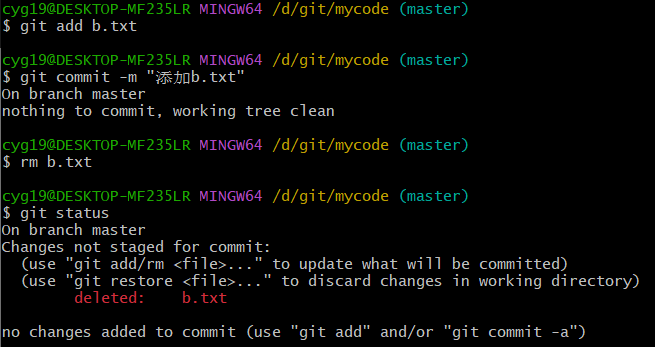 cyg19@DESKTOP-MF235LR MINGW64 /d/git/mycode (master)
$ git add b.txt
cyg19@DESKTOP-MF235LR MINGW64 /d/git/mycode (master)
$ git commit -m "添加b.txt"
On branch master
nothing to commit, working tree clean
cyg19@DESKTOP-MF235LR MINGW64 /d/git/mycode (master)
$ rm b.txt
cyg19@DESKTOP-MF235LR MINGW64 /d/git/mycode (master)
$ git status
On branch master
Changes not staged for commit:
  (use "git add/rm <file>..." to update what will be committed)
  (use "git restore <file>..." to discard changes in working directory)
        deleted:    b.txt
no changes added to commit (use "git add" and/or "git commit -a")